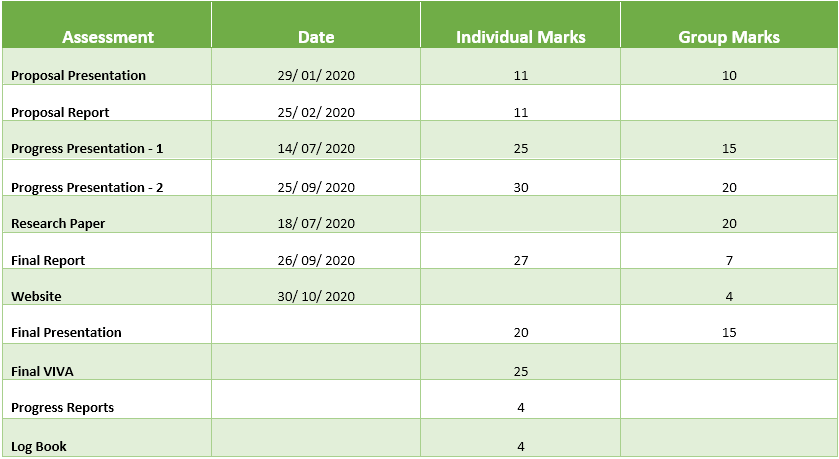 Assessment Date Individual Marks Group Marks
Proposal Presentation 29/ 01/ 2020 11 10
Proposal Report 25/ 02/ 2020 11
Progress Presentation - 1 14/ 07/ 2020 25 15
Progress Presentation - 2 25/ 09/ 2020 30 20
Research Paper 18/ 07/ 2020 20
Final Report 26/ 09/ 2020 27 7
Website 30/ 10/ 2020 4
Final Presentation 20 15
Final VIVA 25
Progress Reports 4
Log Book 4